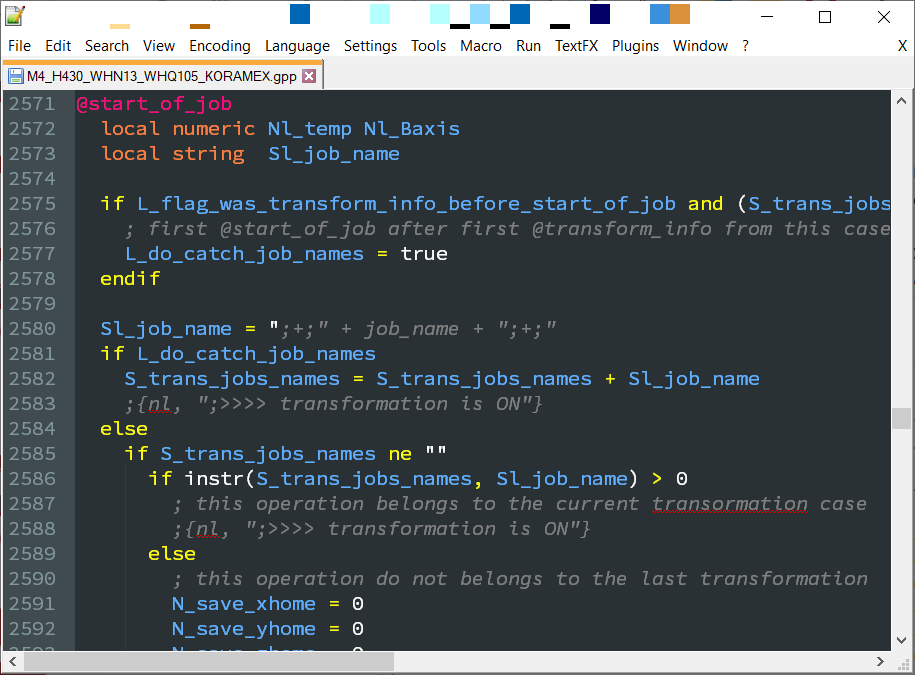 File Edit Search View Encoding Language Settings Tools Macro Run TextFX Plugins Window ? X
M4_H430_WHN13_WHQ105_KORAMEX.gpp
2571 @start_of_job
2572 local numeric Nl_temp Nl_Baxis
2573 local string Sl_job_name
2574
2575 if L_flag_was_transform_info_before_start_of_job and (S_trans_jobs
2576 ; first @start_of_job after first @transform_info from this case
2577 L_do_catch_job_names = true
2578 endif
2579
2580 Sl_job_name = ";+;" + job_name + ";+;"
2581 if L_do_catch_job_names
2582 S_trans_jobs_names = S_trans_jobs_names + Sl_job_name
2583 ;{nl, ";>>>> transformation is ON"}
2584 else
2585 if S_trans_jobs_names ne ""
2586 if instr(S_trans_jobs_names, Sl_job_name) > 0
2587 ; this operation belongs to the current transormation case
2588 ;{nl, ";>>>> transformation is ON"}
2589 else
2590 ; this operation do not belongs to the last transformation
2591 N_save_xhome = 0
2592 N_save_yhome = 0